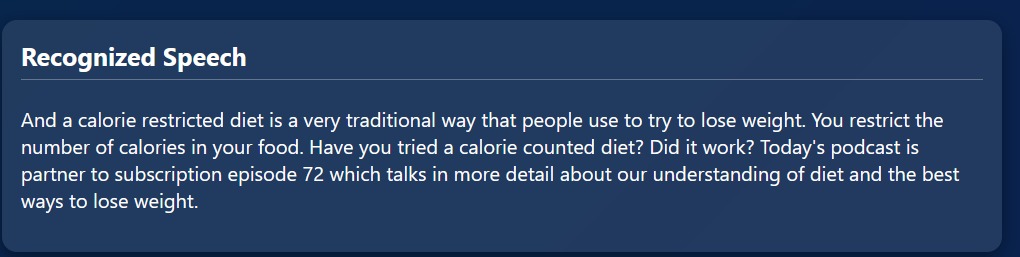 Recognized Speech
And a calorie restricted diet is a very traditional way that people use to try to lose weight. You restrict the
number of calories in your food. Have you tried a calorie counted diet? Did it work? Today's podcast is
partner to subscription episode 72 which talks in more detail about our understanding of diet and the best
ways to lose weight.